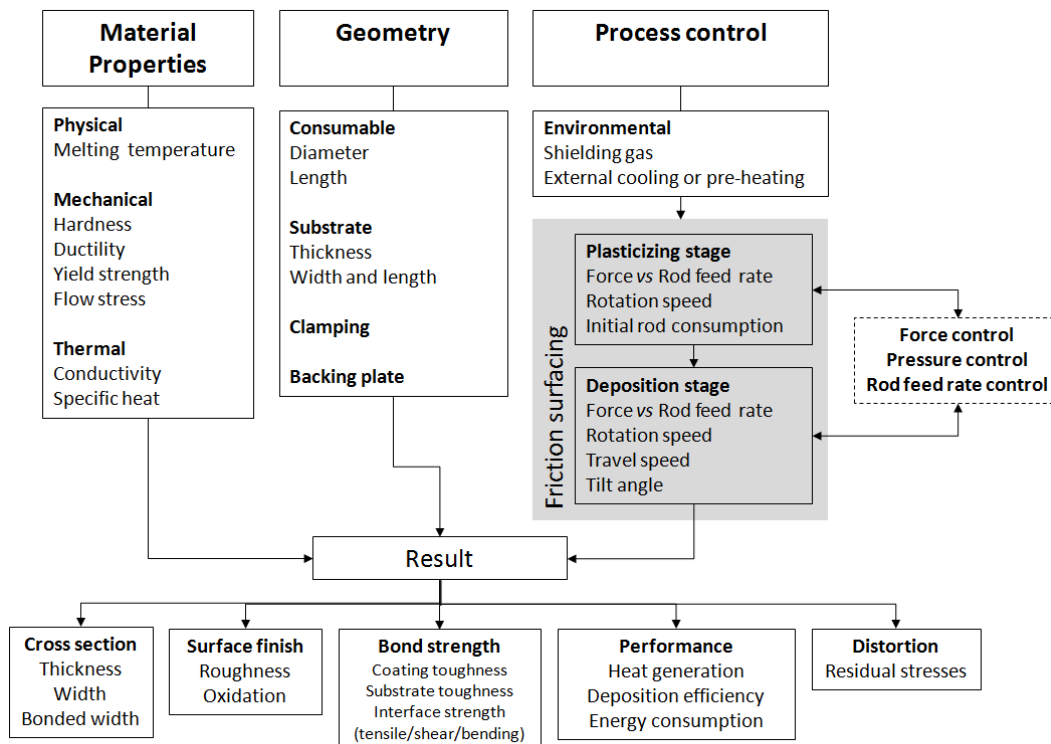 Material
Properties
Geometry
Process control
Physical
Melting temperature
Mechanical
Hardness
Ductility
Yield strength
Flow stress
Thermal
Conductivity
Specific heat
Consumable
Diameter
Length
Substrate
Thickness
Width and length
Clamping
Backing plate
Environmental
Shielding gas
External cooling or pre-heating
Friction surfacing
Plasticizing stage
Force vs Rod feed rate
Rotation speed
Initial rod consumption
Deposition stage
Force vs Rod feed rate
Rotation speed
Travel speed
Tilt angle
Force control
Pressure control
Rod feed rate control
Result
Cross section
Thickness
Width
Bonded width
Surface finish
Roughness
Oxidation
Bond strength
Coating toughness
Substrate toughness
Interface strength
(tensile/shear/bending)
Performance
Heat generation
Deposition efficiency
Energy consumption
Distortion
Residual stresses